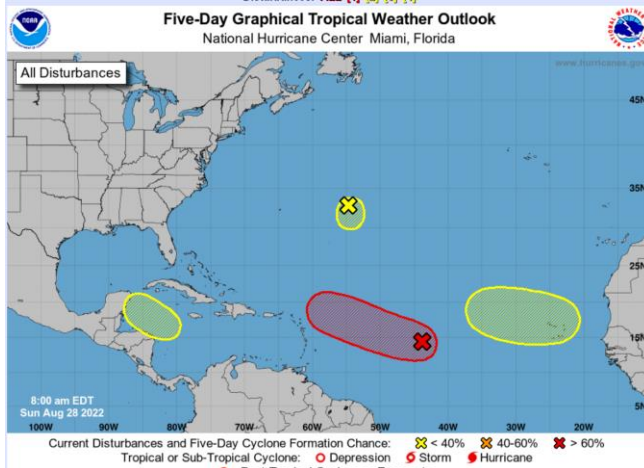 Five-Day Graphical Tropical Weather Outlook
National Hurricane Center Miami, Florida
All Disturbances
www.hurricanes.gov
45N
35N
25N
15N
5N
8:00 am EDT
Sun Aug 28 2022
100W 90W 80W 70W 60W 50W 40W 30W 20W
Current Disturbances and Five-Day Cyclone Formation Chance: < 40% 40-60% > 60%
Tropical or Sub-Tropical Cyclone: Depression Storm Hurricane